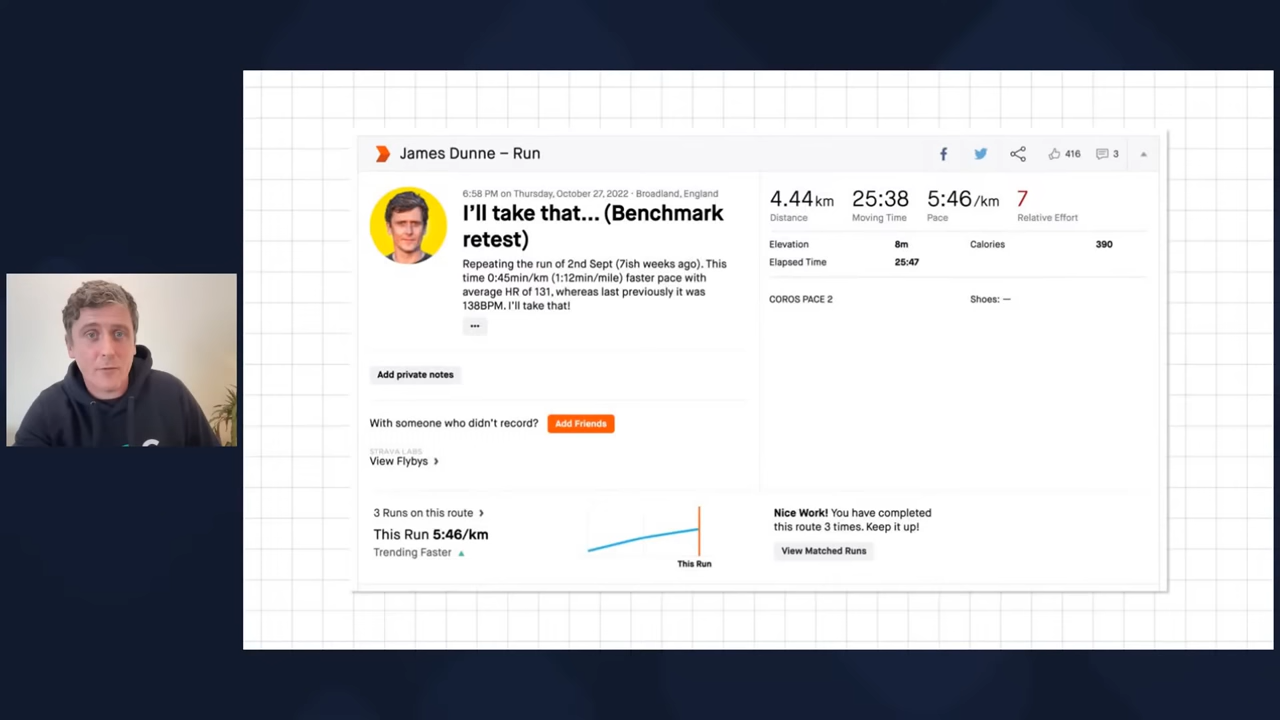 James Dunne – Run
416
3
6:58 PM on Thursday, October 27, 2022 · Broadland, England
I'll take that... (Benchmark
retest)
Repeating the run of 2nd Sept (7ish weeks ago). This
time 0:45min/km (1:12min/mile) faster pace with
average HR of 131, whereas last previously it was
138BPM. I'll take that!
•••
Add private notes
With someone who didn't record? Add Friends
STRAVA LABS
View Flybys >
4.44 km 25:38 5:46 /km 7
Distance Moving Time Pace Relative Effort
Elevation 8m Calories 390
Elapsed Time 25:47
COROS PACE 2 Shoes: —
3 Runs on this route >
This Run 5:46/km
Trending Faster
This Run
Nice Work! You have completed
this route 3 times. Keep it up!
View Matched Runs